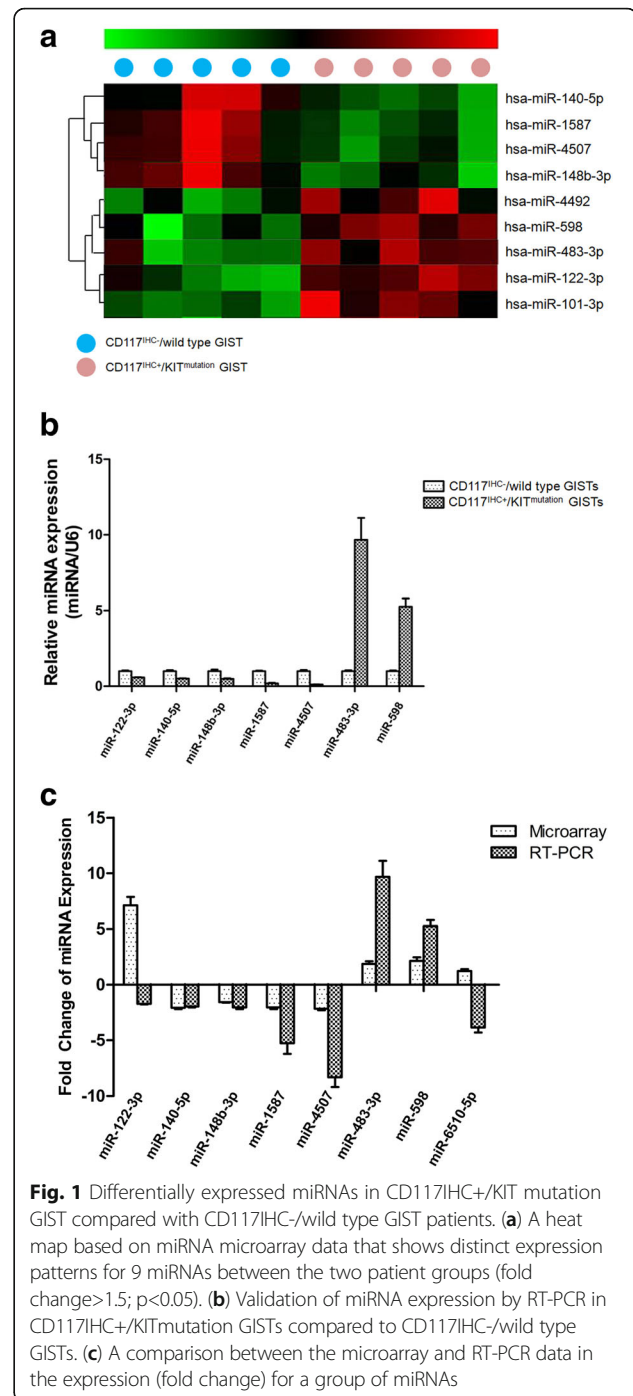 a
hsa-miR-140-5p
hsa-miR-1587
hsa-miR-4507
hsa-miR-148b-3p
hsa-miR-4492
hsa-miR-598
hsa-miR-483-3p
hsa-miR-122-3p
hsa-miR-101-3p
CD117IHC-/wild type GIST
CD117IHC+/KITmutation GIST
b
Relative miRNA expression
(miRNA/U6)
15
10
5
0
CD117IHC-/wild type GISTs
CD117IHC+/KITmutation GISTs
miR-122-3p
miR-140-5p
miR-148b-3p
miR-1587
miR-4507
miR-483-3p
miR-598
c
Fold Change of miRNA Expression
15
10
5
0
-5
-10
Microarray
RT-PCR
miR-122-3p
miR-140-5p
miR-148b-3p
miR-1587
miR-4507
miR-483-3p
miR-598
miR-6510-5p
Fig. 1 Differentially expressed miRNAs in CD117IHC+/KIT mutation
GIST compared with CD117IHC-/wild type GIST patients. (a) A heat
map based on miRNA microarray data that shows distinct expression
patterns for 9 miRNAs between the two patient groups (fold
change>1.5; p<0.05). (b) Validation of miRNA expression by RT-PCR in
CD117IHC+/KITmutation GISTs compared to CD117IHC-/wild type
GISTs. (c) A comparison between the microarray and RT-PCR data in
the expression (fold change) for a group of miRNAs